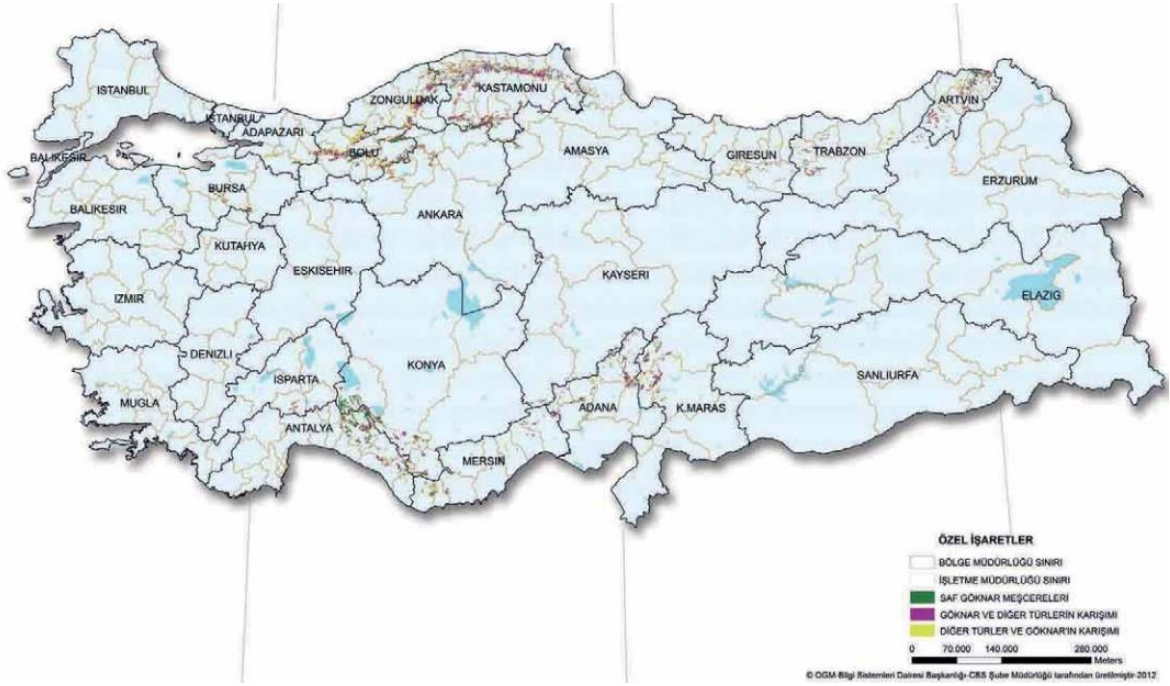 ISTANBUL
ISTANBUL
ADAPAZARI
ZONGULDAK
KASTAMONU
BOLU
BALIKESIR
BURSA
BALIKESIR
KUTAHYA
ESKISEHIR
ANKARA
AMASYA
GIRESUN
TRABZON
ARTVIN
ERZURUM
IZMIR
KAYSERI
ELAZIG
DENIZLI
ISPARTA
KONYA
MUGLA
ANTALYA
MERSIN
ADANA
K.MARAS
SANLIURFA
ÖZEL İŞARETLER
BÖLGE MÜDÜRLÜĞÜ SINIRI
İŞLETME MÜDÜRLÜĞÜ SINIRI
SAF GÖKNAR MEŞCERELERİ
GÖKNAR VE DİĞER TÜRLERİN KARIŞIMI
DİĞER TÜRLER VE GÖKNAR'IN KARIŞIMI
0 70.000 140.000 280.000
Meters
© OGM-Bilgi Sistemleri Dairesi Başkanlığı-CBS Şube Müdürlüğü tarafından üretilmiştir-2012